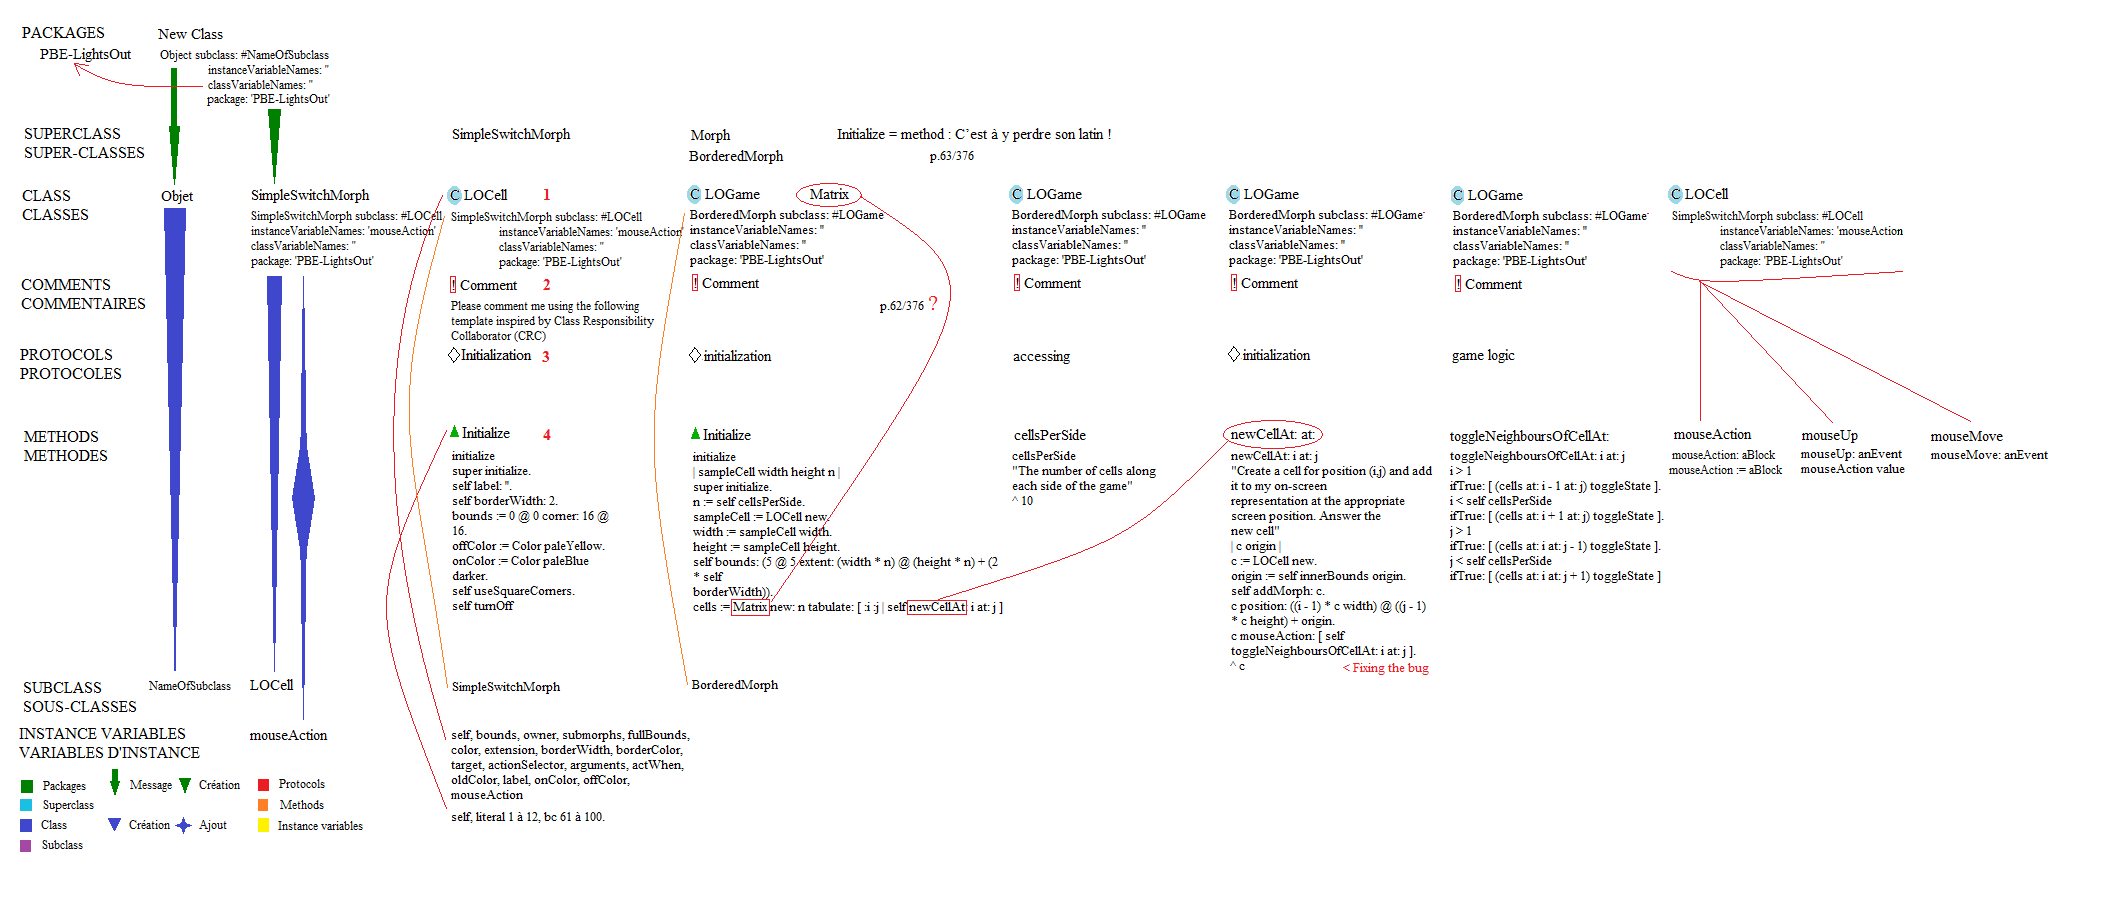 PACKAGES
PBE-LightsOut
New Class
Object subclass: #NameOfSubclass
instanceVariableNames: ''
classVariableNames: ''
package: 'PBE-LightsOut'
SUPERCLASS
SUPER-CLASSES
SimpleSwitchMorph
Morph
BorderedMorph
Initialize = method : C'est à y perdre son latin !
p.63/376
CLASS
CLASSES
Objet
SimpleSwitchMorph
SimpleSwitchMorph subclass: #LOCell
instanceVariableNames: 'mouseAction'
classVariableNames: ''
package: 'PBE-LightsOut'
C LOCell 1
SimpleSwitchMorph subclass: #LOCell
instanceVariableNames: 'mouseAction'
classVariableNames: ''
package: 'PBE-LightsOut'
C LOGame
Matrix
BorderedMorph subclass: #LOGame
instanceVariableNames: ''
classVariableNames: ''
package: 'PBE-LightsOut'
C LOGame
BorderedMorph subclass: #LOGame
instanceVariableNames: ''
classVariableNames: ''
package: 'PBE-LightsOut'
C LOGame
BorderedMorph subclass: #LOGame
instanceVariableNames: ''
classVariableNames: ''
package: 'PBE-LightsOut'
C LOGame
BorderedMorph subclass: #LOGame
instanceVariableNames: ''
classVariableNames: ''
package: 'PBE-LightsOut'
C LOCell
SimpleSwitchMorph subclass: #LOCell
instanceVariableNames: 'mouseAction
classVariableNames: ''
package: 'PBE-LightsOut'
COMMENTS
COMMENTAIRES
! Comment 2
Please comment me using the following
template inspired by Class Responsibility
Collaborator (CRC)
! Comment
p.62/376 ?
! Comment
! Comment
! Comment
PROTOCOLS
PROTOCOLES
Initialization 3
initialization
accessing
initialization
game logic
METHODS
METHODES
Initialize 4
initialize
super initialize.
self label: ''.
self borderWidth: 2.
bounds := 0 @ 0 corner: 16 @
16.
offColor := Color paleYellow.
onColor := Color paleBlue
darker.
self useSquareCorners.
self turnOff
Initialize
initialize
| sampleCell width height n |
super initialize.
n := self cellsPerSide.
sampleCell := LOCell new.
width := sampleCell width.
height := sampleCell height.
self bounds: (5 @ 5 extent: (width * n) @ (height * n) + (2
* self
borderWidth)).
cells := Matrix new: n tabulate: [ :i :j | self newCellAt: i at: j ]
cellsPerSide
cellsPerSide
"The number of cells along
each side of the game"
^ 10
newCellAt: at:
newCellAt: i at: j
"Create a cell for position (i,j) and add
it to my on-screen
representation at the appropriate
screen position. Answer the
new cell"
| c origin |
c := LOCell new.
origin := self innerBounds origin.
self addMorph: c.
c position: ((i - 1) * c width) @ ((j - 1)
* c height) + origin.
c mouseAction: [ self
toggleNeighboursOfCellAt: i at: j ].
^ c
< Fixing the bug
toggleNeighboursOfCellAt:
toggleNeighboursOfCellAt: i at: j
i > 1
ifTrue: [ (cells at: i - 1 at: j) toggleState ].
i < self cellsPerSide
ifTrue: [ (cells at: i + 1 at: j) toggleState ].
j > 1
ifTrue: [ (cells at: i at: j - 1) toggleState ].
j < self cellsPerSide
ifTrue: [ (cells at: i at: j + 1) toggleState ]
mouseAction
mouseAction: aBlock
mouseAction := aBlock
mouseUp
mouseUp: anEvent
mouseAction value
mouseMove
mouseMove: anEvent
SUBCLASS
SOUS-CLASSES
NameOfSubclass
LOCell
SimpleSwitchMorph
BorderedMorph
INSTANCE VARIABLES
VARIABLES D'INSTANCE
mouseAction
self, bounds, owner, submorphs, fullBounds,
color, extension, borderWidth, borderColor,
target, actionSelector, arguments, actWhen,
oldColor, label, onColor, offColor,
mouseAction
self, literal 1 à 12, bc 61 à 100.
Packages
Message
Création
Protocols
Superclass
Methods
Class
Création
Ajout
Instance variables
Subclass